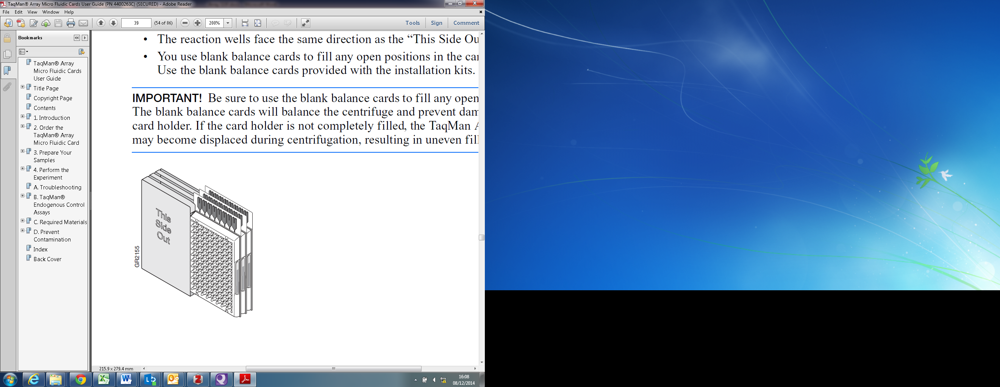 TaqMan® Array Micro Fluidic Cards User Guide (PN 4400263C) (SECURED) - Adobe Reader
File Edit View Window Help
39 (54 of 86) 200% Tools Sign Comment
Bookmarks
TaqMan® Array
Micro Fluidic Cards
User Guide
Title Page
Copyright Page
Contents
1. Introduction
2. Order the
TaqMan® Array
Micro Fluidic Card
3. Prepare Your
Samples
4. Perform the
Experiment
A. Troubleshooting
B. TaqMan®
Endogenous Control
Assays
C. Required Materials
D. Prevent
Contamination
Index
Back Cover
• The reaction wells face the same direction as the “This Side Ou
• You use blank balance cards to fill any open positions in the car
Use the blank balance cards provided with the installation kits.
IMPORTANT! Be sure to use the blank balance cards to fill any open
The blank balance cards will balance the centrifuge and prevent dam
card holder. If the card holder is not completely filled, the TaqMan A
may become displaced during centrifugation, resulting in uneven fill
This
Side
Out
GR2155
215.9 x 279.4 mm
16:08
08/12/2014